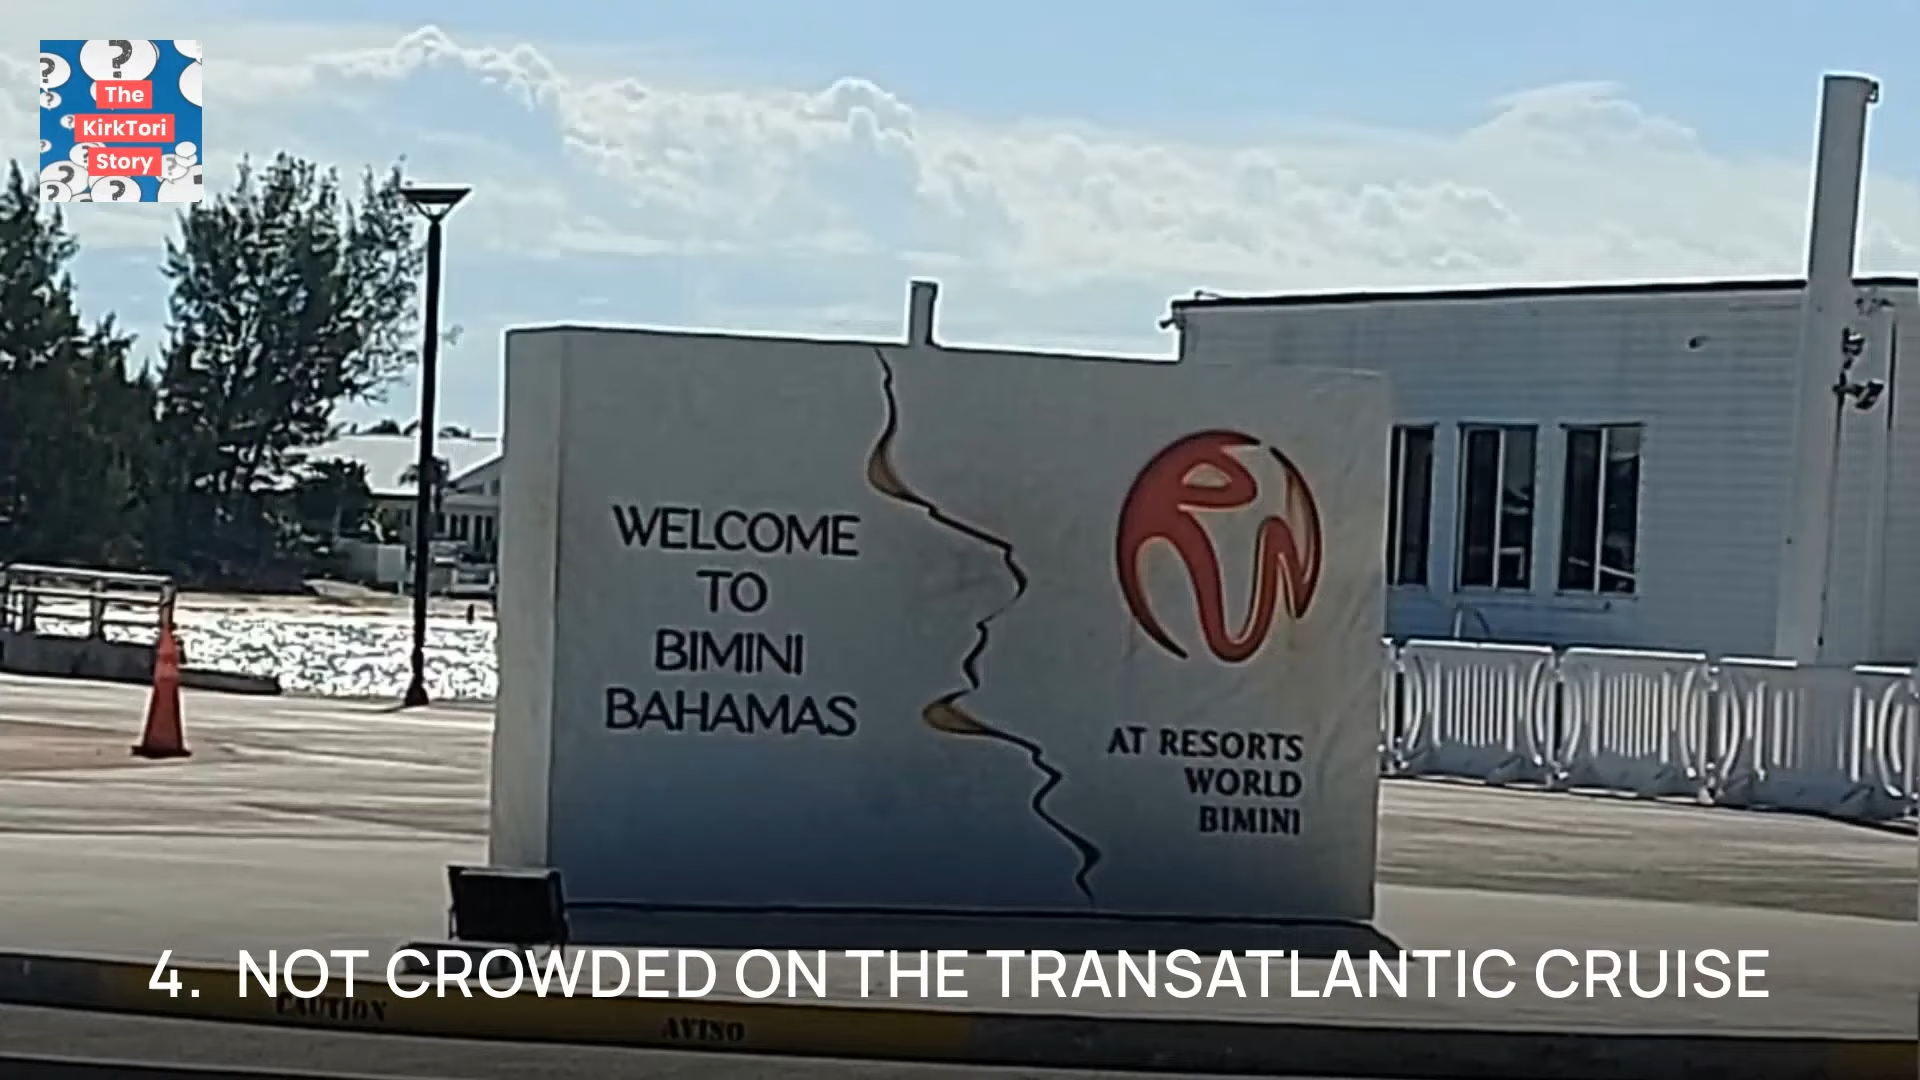 The
KirkTori
Story
WELCOME
TO
BIMINI
BAHAMAS
AT RESORTS
WORLD
BIMINI
4. NOT CROWDED ON THE TRANSATLANTIC CRUISE
CAUTION
AVISO